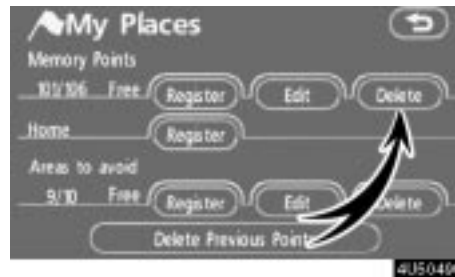 My Places
Memory Points
101/106 Free Register Edit Delete
Home Register
Areas to avoid
9/10 Free Register Edit Delete
Delete Previous Points
4U5049